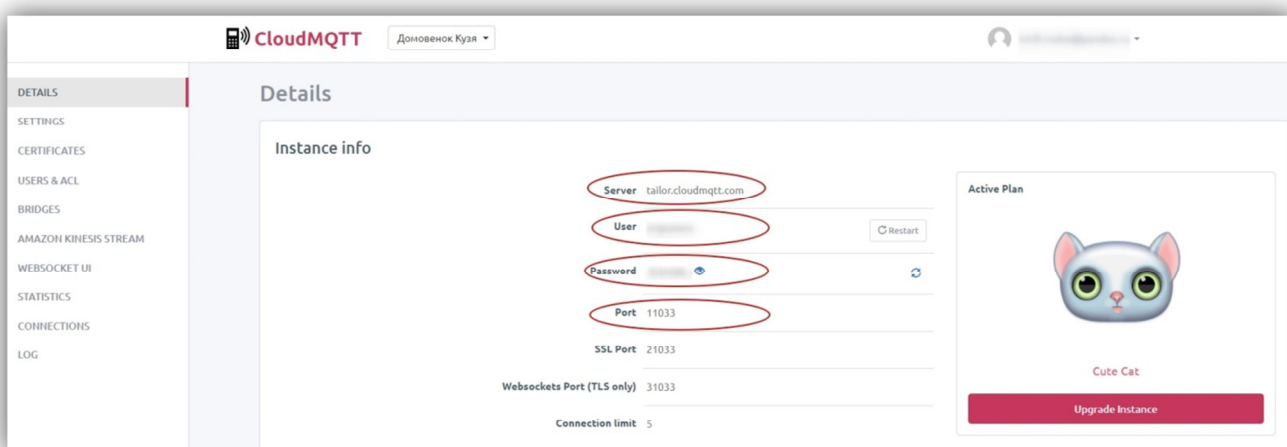 CloudMQTT
Домовенок Кузя
DETAILS
SETTINGS
CERTIFICATES
USERS & ACL
BRIDGES
AMAZON KINESIS STREAM
WEBSOCKET UI
STATISTICS
CONNECTIONS
LOG
Details
Instance info
Server tailor.cloudmqtt.com
User
Restart
Password
Port 11033
SSL Port 21033
Websockets Port (TLS only) 31033
Connection limit 5
Active Plan
Cute Cat
Upgrade Instance